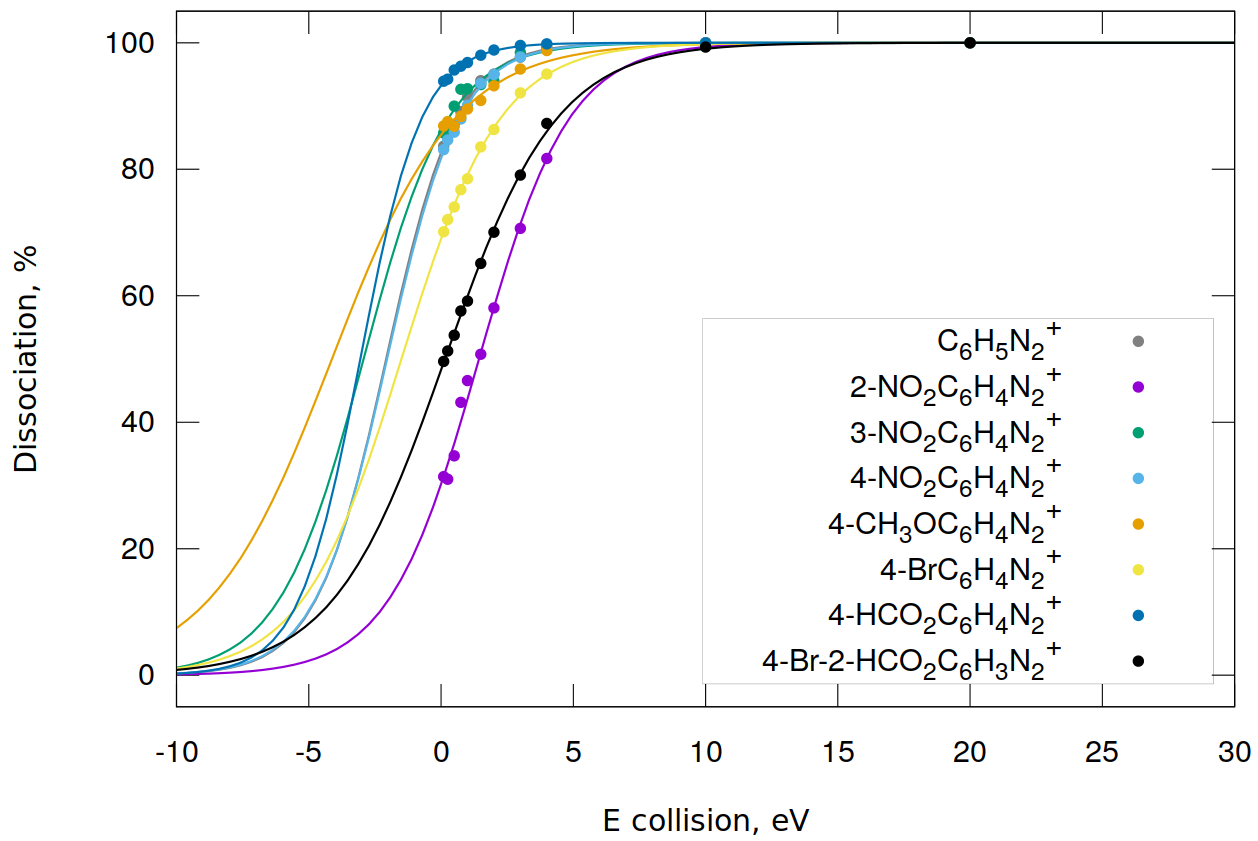 100
80
60
40
20
0
Dissociation, %
C₆H₅N₂⁺
2-NO₂C₆H₄N₂⁺
3-NO₂C₆H₄N₂⁺
4-NO₂C₆H₄N₂⁺
4-CH₃OC₆H₄N₂⁺
4-BrC₆H₄N₂⁺
4-HCO₂C₆H₄N₂⁺
4-Br-2-HCO₂C₆H₃N₂⁺
-10 -5 0 5 10 15 20 25 30
E collision, eV